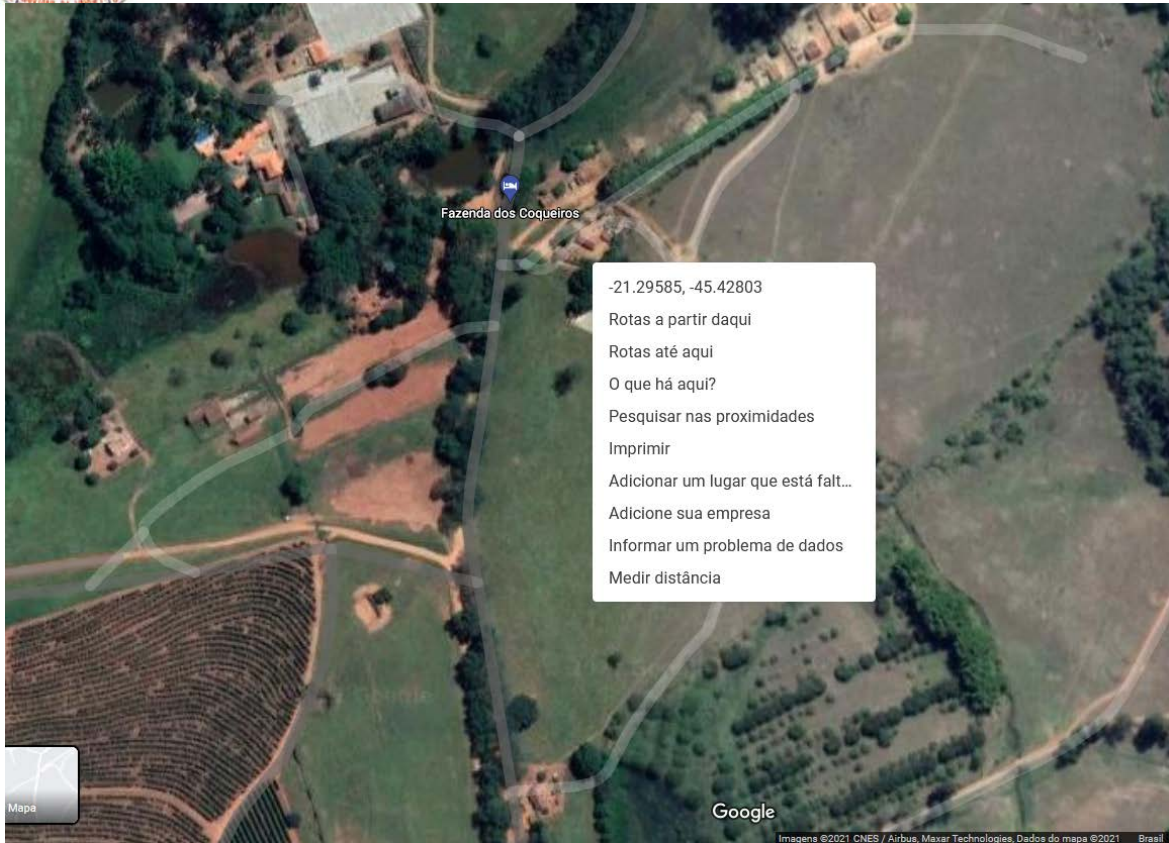 Fazenda dos Coqueiros
-21.29585, -45.42803
Rotas a partir daqui
Rotas até aqui
O que há aqui?
Pesquisar nas proximidades
Imprimir
Adicionar um lugar que está falt...
Adicione sua empresa
Informar um problema de dados
Medir distância
Mapa
Google
Imagens ©2021 CNES / Airbus, Maxar Technologies, Dados do mapa ©2021 Brasil